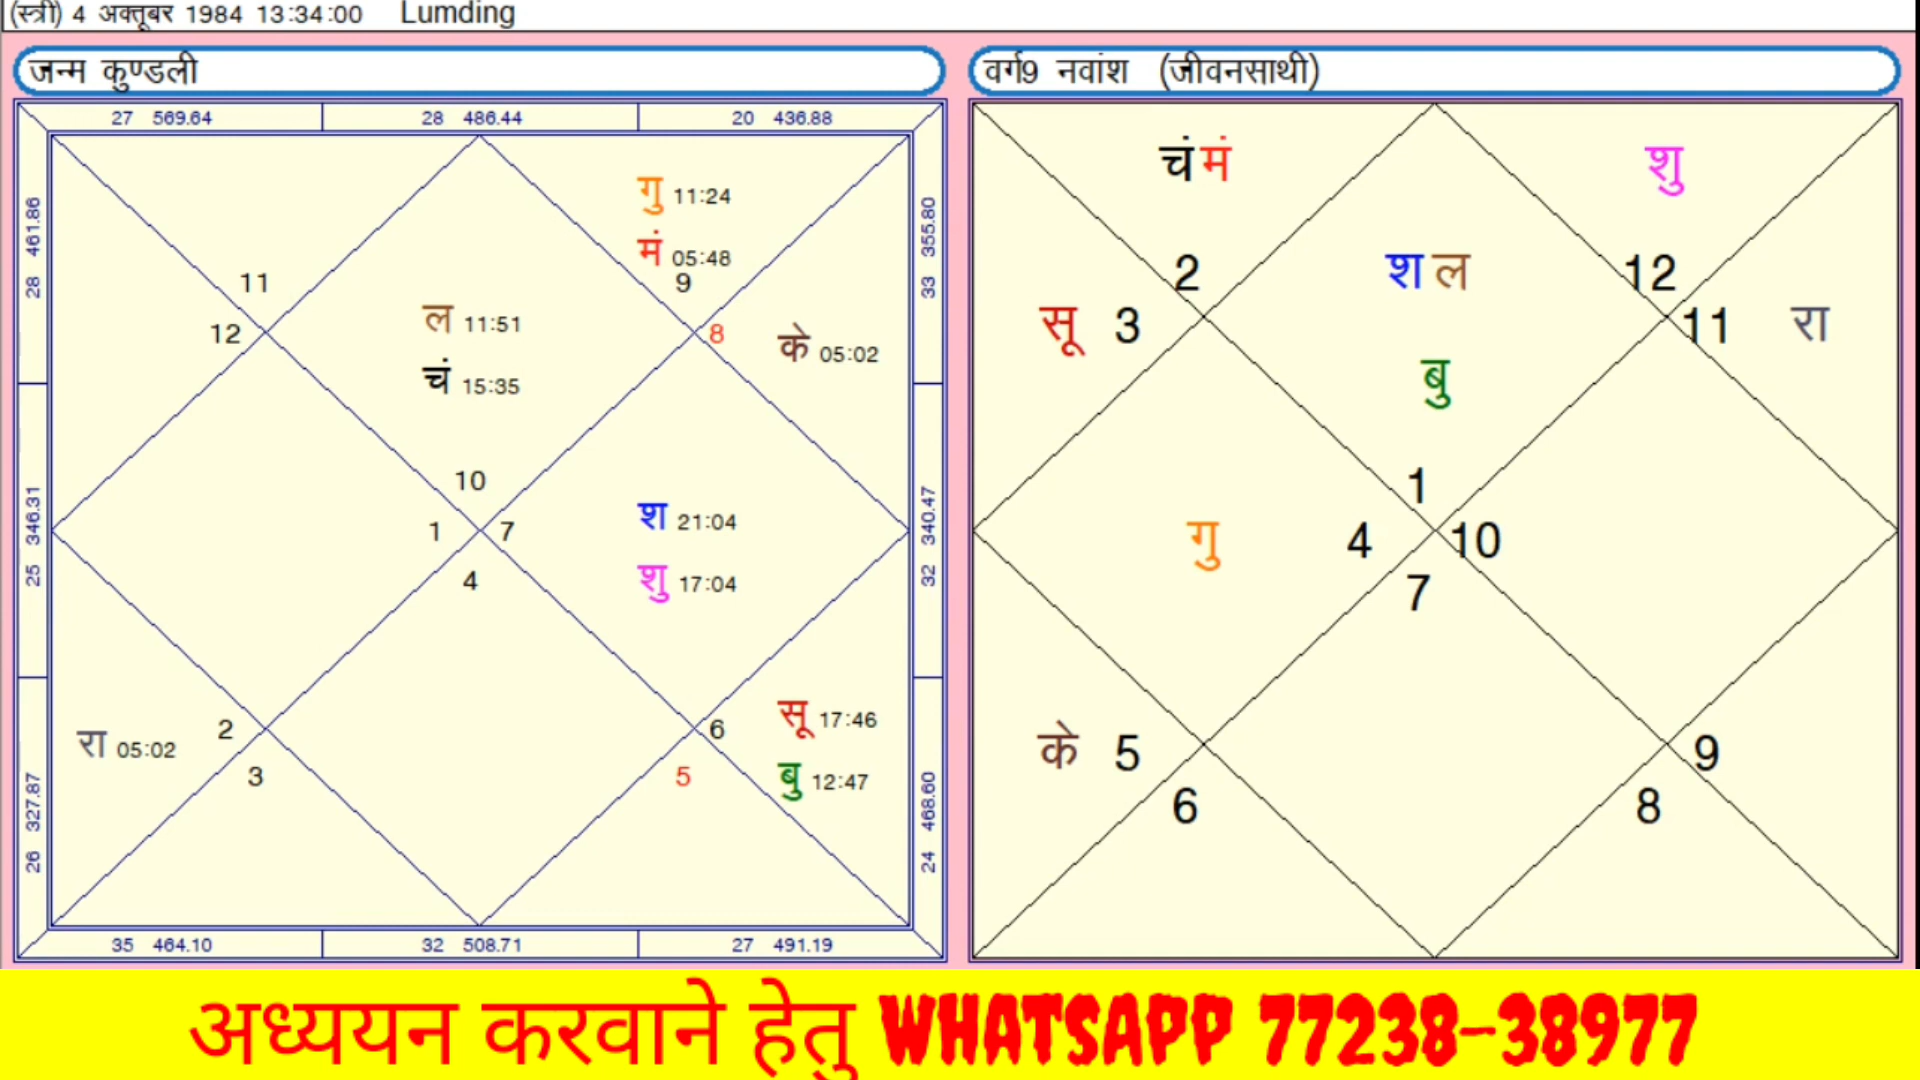 (स्त्री) 4 अक्तूबर 1984 13:34:00 Lumding
जन्म कुण्डली
27 569.64 28 486.44 20 436.88
28 461.86
33 355.80
गु 11:24
मं 05:48
11
9
12
ल 11:51
8
के 05:02
चं 15:35
10
25 346.31
32 340.47
1
7
श 21:04
4
शु 17:04
रा 05:02
2
3
5
6
सू 17:46
बु 12:47
26 327.87
24 468.60
35 464.10 32 508.71 27 491.19
वर्ग9 नवांश (जीवनसाथी)
चं मं
शु
2
श ल
12
सू 3
11 रा
बु
1
गु
4
10
7
के 5
9
6
8
अध्ययन करवाने हेतु WHATSAPP 77238-38977